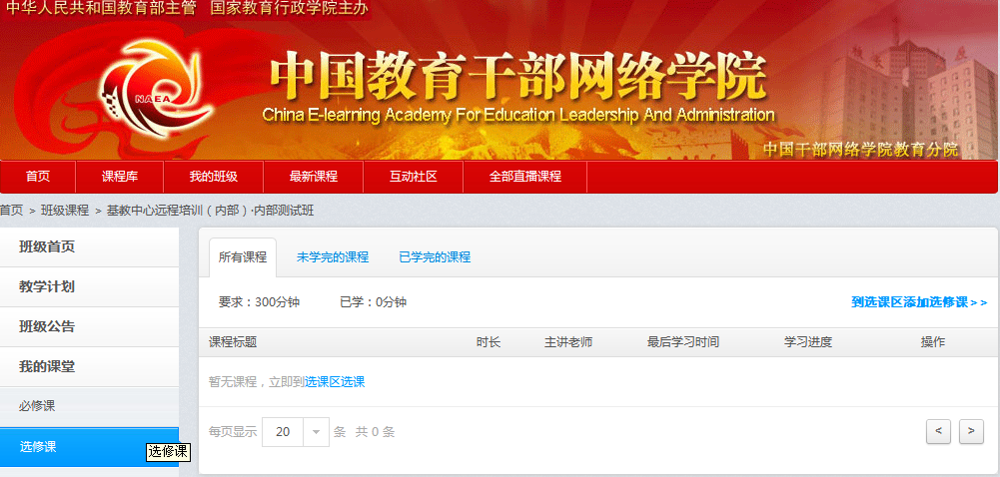 中华人民共和国教育部主管 国家教育行政学院主办
NAEA
中国教育干部网络学院
China E-learning Academy For Education Leadership And Administration
中国干部网络学院教育分院
首页 课程库 我的班级 最新课程 互动社区 全部直播课程
首页 > 班级课程 > 基教中心远程培训（内部）·内部测试班
班级首页
教学计划
班级公告
我的课堂
必修课
选修课
选修课
所有课程 未学完的课程 已学完的课程
要求：300分钟 已学：0分钟 到选课区添加选修课>>
课程标题 时长 主讲老师 最后学习时间 学习进度 操作
暂无课程，立即到选课区选课
每页显示 20 条 共 0 条 < >